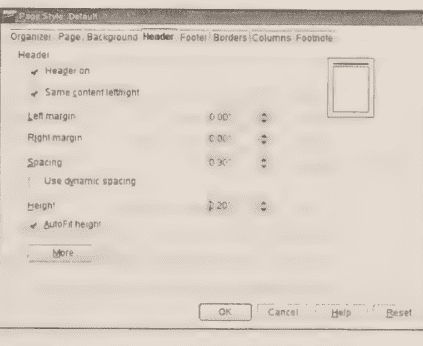 Page Style: Default
Organizer Page Background Header Footer Borders Columns Footnote
Header
Header on
Same content left/right
Left margin 0.00"
Right margin 0.00"
Spacing 0.30"
Use dynamic spacing
Height 0.20"
AutoFit height
More
OK Cancel Help Reset